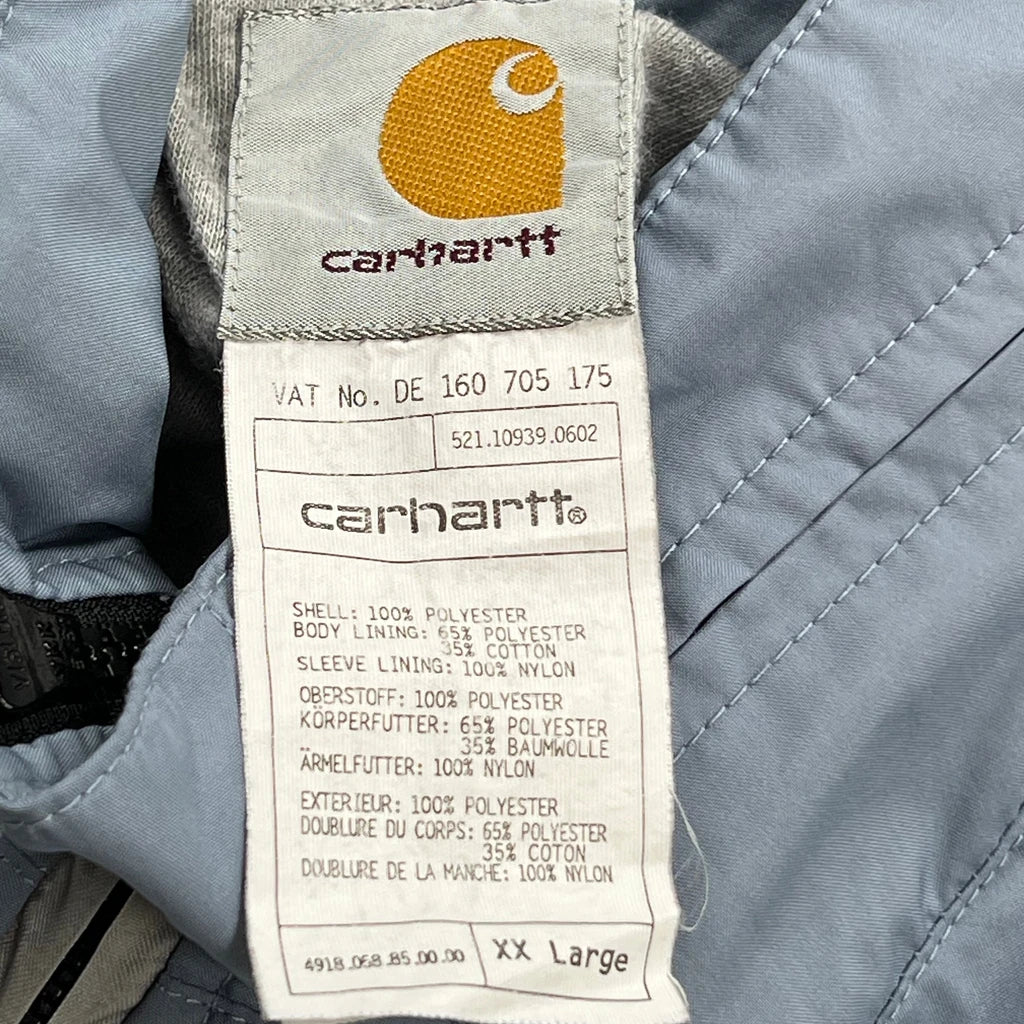 carhartt
VAT No. DE 160 705 175
521.10939.0602
carhartt®
SHELL: 100% POLYESTER
BODY LINING: 65% POLYESTER
35% COTTON
SLEEVE LINING: 100% NYLON
OBERSTOFF: 100% POLYESTER
KÖRPERFUTTER: 65% POLYESTER
35% BAUMWOLLE
ÄRMELFUTTER: 100% NYLON
EXTERIEUR: 100% POLYESTER
DOUBLURE DU CORPS: 65% POLYESTER
35% COTON
DOUBLURE DE LA MANCHE: 100% NYLON
4918.068.85.00.00
XX Large